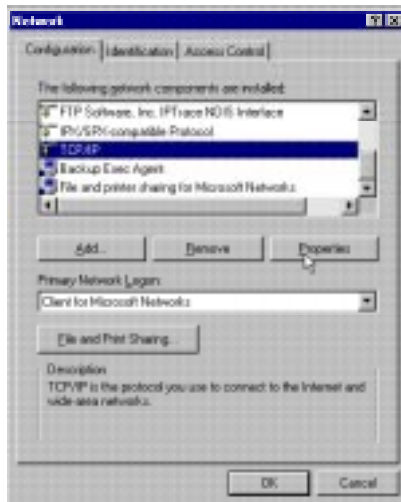 Network
Configuration Identification Access Control
The following network components are installed:
FTP Software, Inc. IPTrace NDIS Interface
IPX/SPX-compatible Protocol
TCP/IP
Backup Exec Agent
File and printer sharing for Microsoft Networks
Add... Remove Properties
Primary Network Logon:
Client for Microsoft Networks
File and Print Sharing...
Description
TCP/IP is the protocol you use to connect to the Internet and
wide-area networks.
OK Cancel